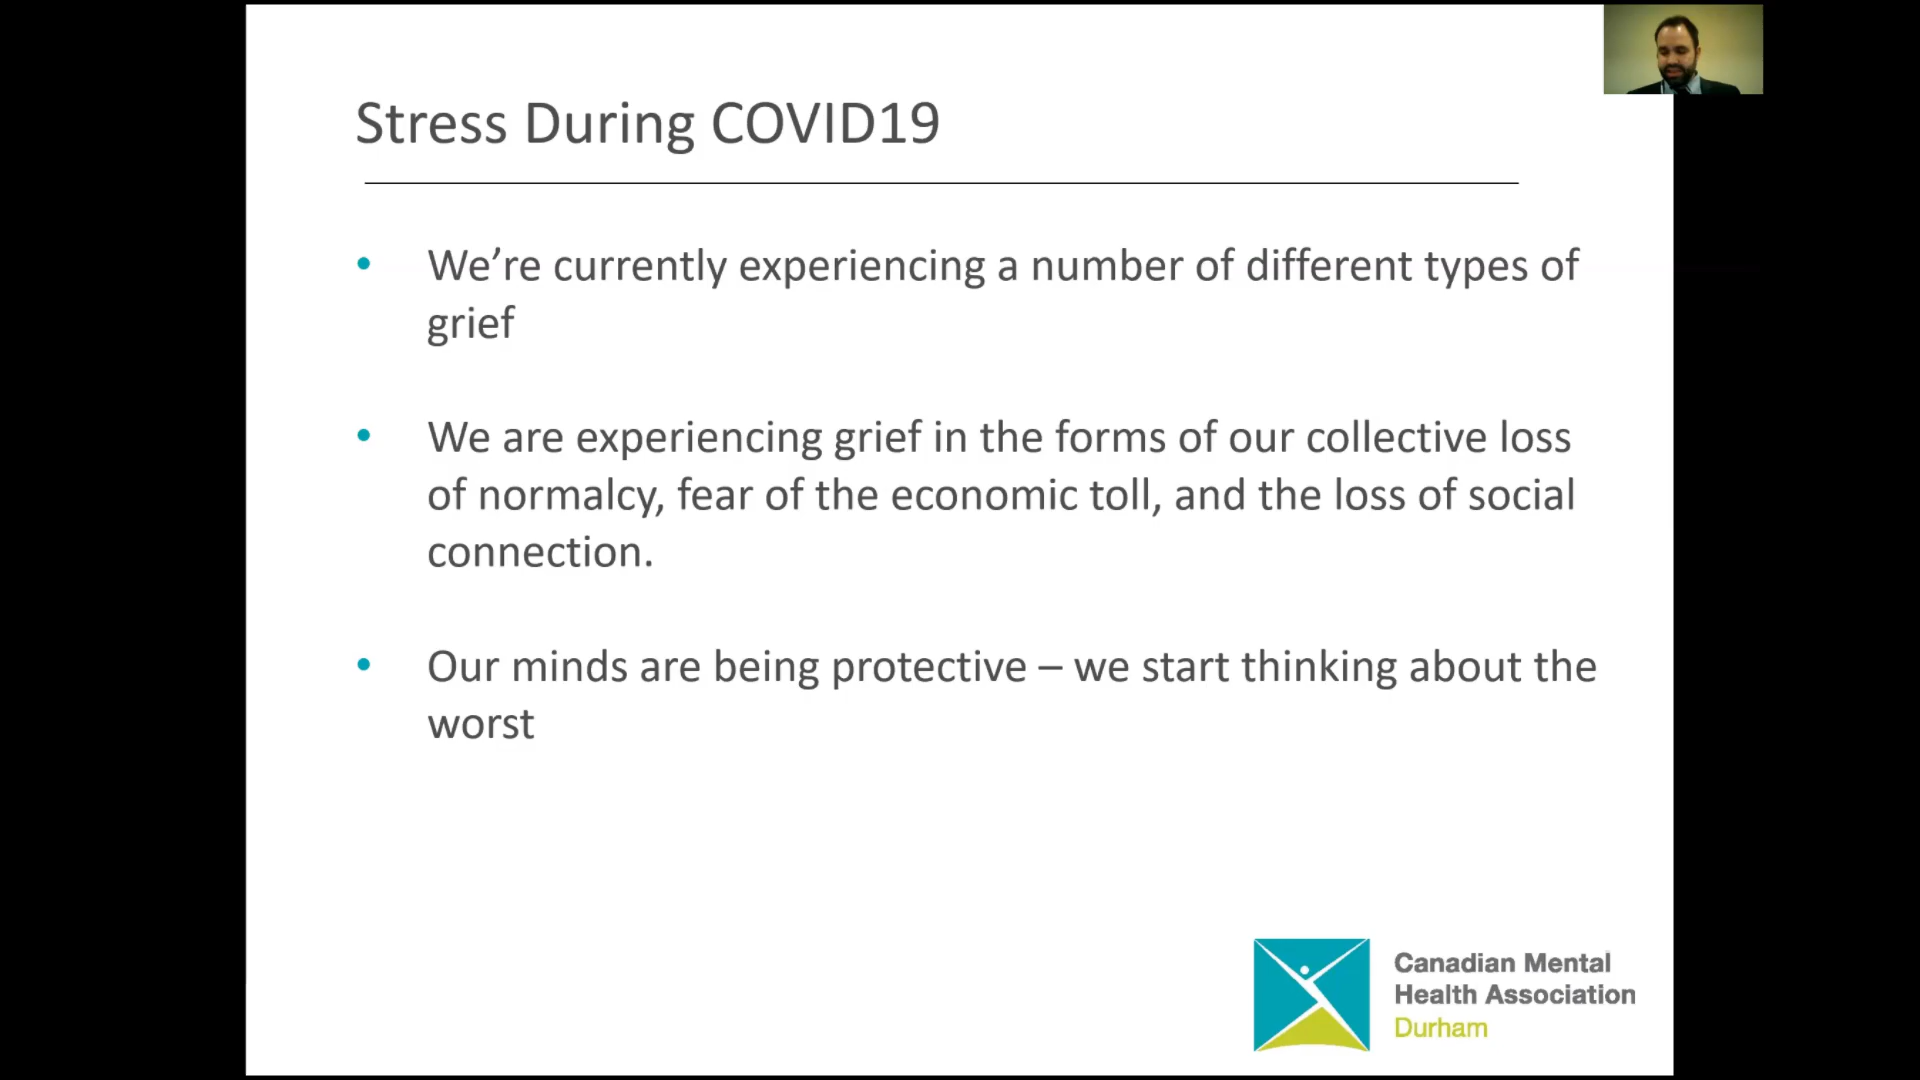 Stress During COVID19
• We’re currently experiencing a number of different types of
grief
• We are experiencing grief in the forms of our collective loss
of normalcy, fear of the economic toll, and the loss of social
connection.
• Our minds are being protective – we start thinking about the
worst
Canadian Mental
Health Association
Durham